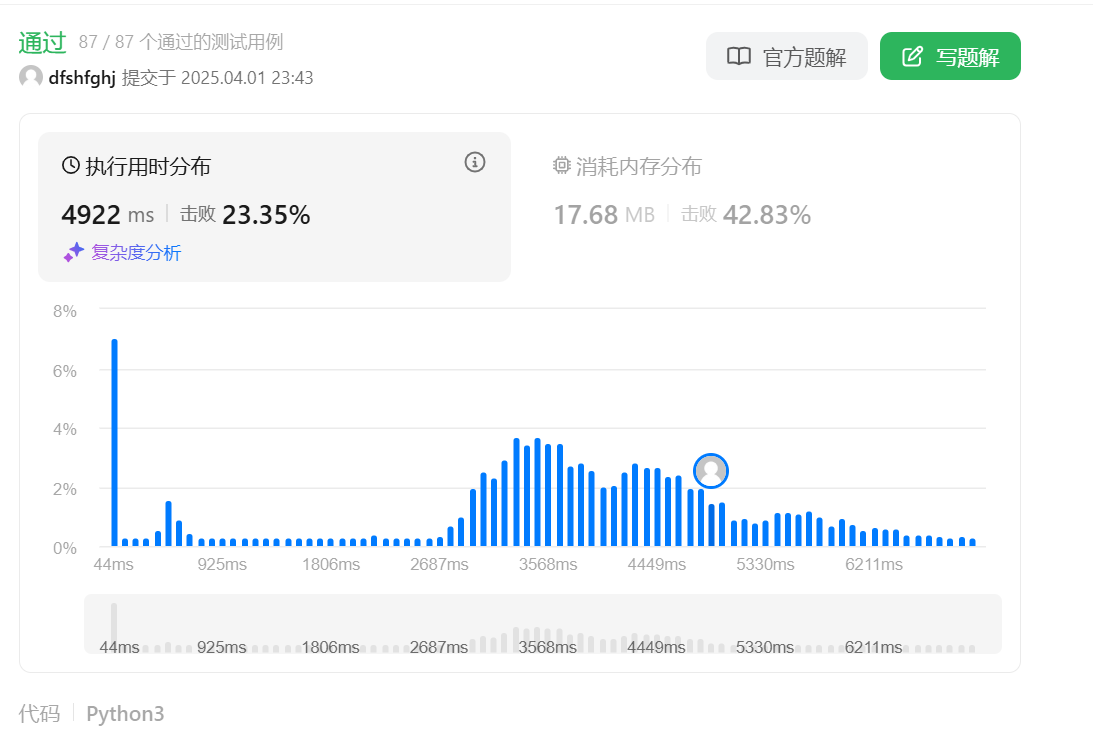 通过 87 / 87 个通过的测试用例
dfshfghj 提交于 2025.04.01 23:43
官方题解
写题解
执行用时分布
4922 ms 击败 23.35%
复杂度分析
消耗内存分布
17.68 MB 击败 42.83%
8%
6%
4%
2%
0%
44ms 925ms 1806ms 2687ms 3568ms 4449ms 5330ms 6211ms
44ms 925ms 1806ms 2687ms 3568ms 4449ms 5330ms 6211ms
代码 Python3